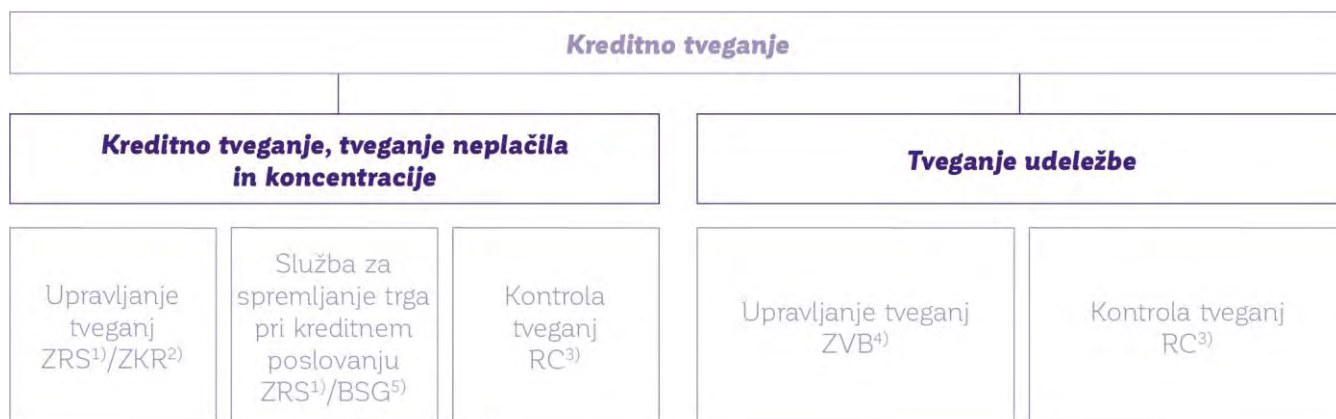 Kreditno tveganje
Kreditno tveganje, tveganje neplačila
in koncentracije
Tveganje udeležbe
Upravljanje
tveganj
ZRS¹⁾/ZKR²⁾
Služba za
spremljanje trga
pri kreditnem
poslovanju
ZRS¹⁾/BSG⁵⁾
Kontrola
tveganj
RC³⁾
Upravljanje tveganj
ZVB⁴⁾
Kontrola tveganj
RC³⁾